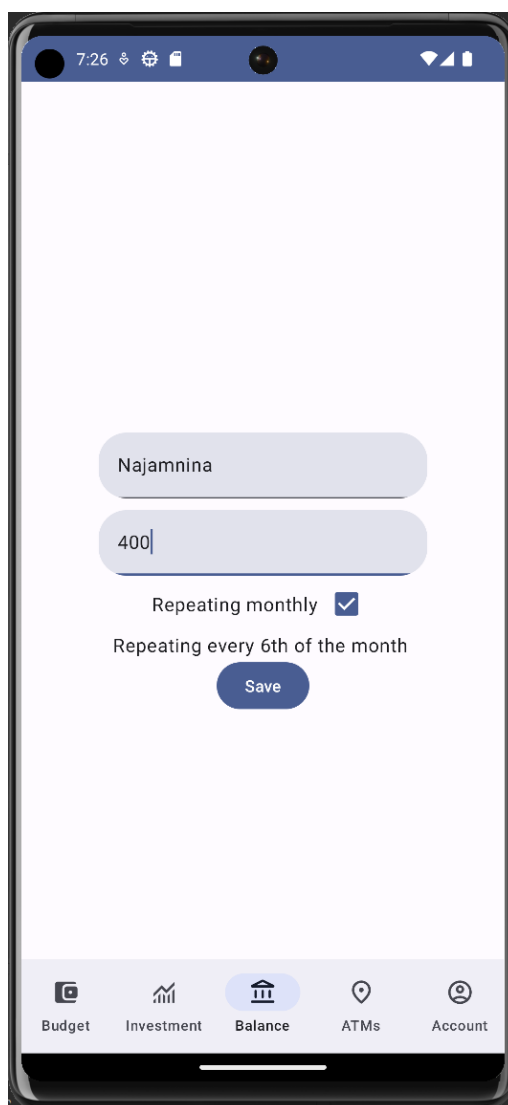 7:26
Najamnina
400
Repeating monthly
Repeating every 6th of the month
Save
Budget Investment Balance ATMs Account